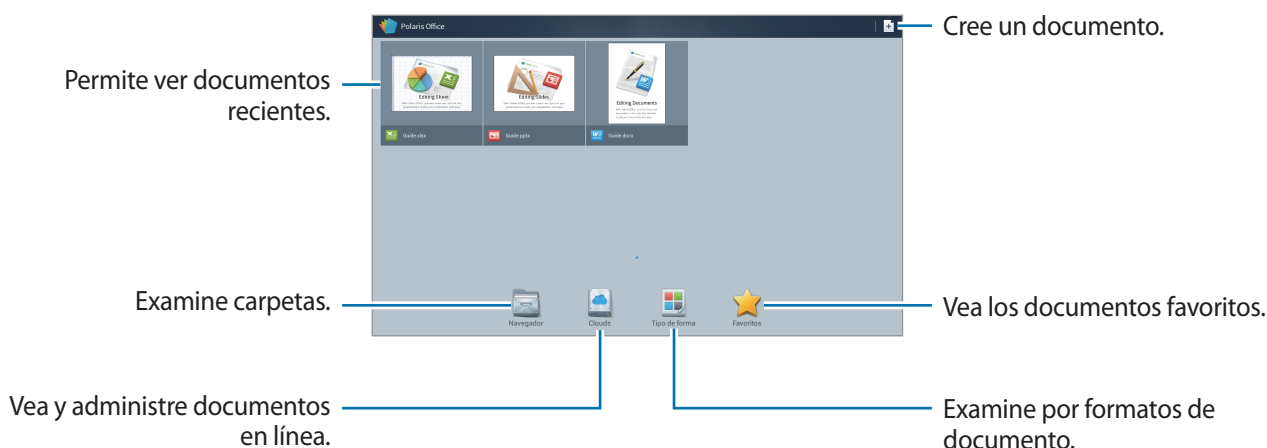 Polaris Office
Cree un documento.
Permite ver documentos
recientes.
Editing Sheet
Editing Slides
Editing Documents
Guide.xlsx
Guide.pptx
Guide.docx
Examine carpetas.
Navegador
Clouds
Tipo de forma
Favoritos
Vea los documentos favoritos.
Vea y administre documentos
en línea.
Examine por formatos de
documento.